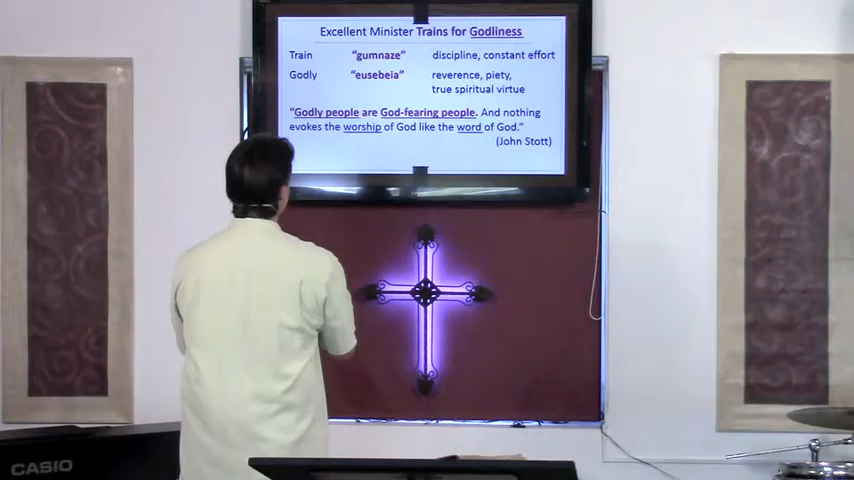 Excellent Minister Trains for Godliness
Train "gumnaze" discipline, constant effort
Godly "eusebeia" reverence, piety,
true spiritual virtue
"Godly people are God-fearing people. And nothing
evokes the worship of God like the word of God."
(John Stott)
CASIO